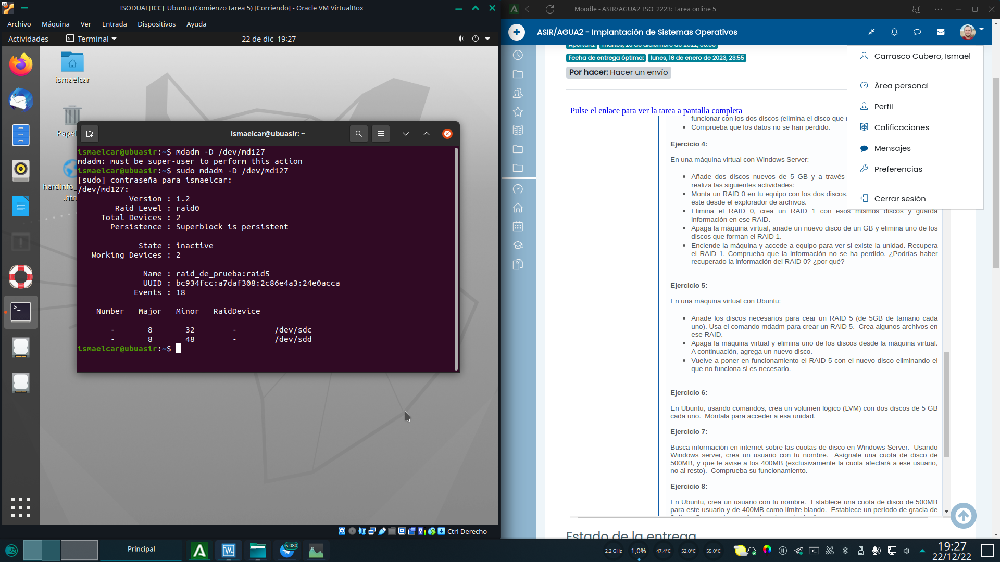 ISODUAL[ICC]_Ubuntu (Comienzo tarea 5) [Corriendo] - Oracle VM VirtualBox
Archivo Máquina Ver Entrada Dispositivos Ayuda
Actividades Terminal 22 de dic 19:27
ismaelcar
Pape
hardinfo_
.htm
ismaelcar@ubuasir: ~
ismaelcar@ubuasir:~$ mdadm -D /dev/md127
mdadm: must be super-user to perform this action
ismaelcar@ubuasir:~$ sudo mdadm -D /dev/md127
[sudo] contraseña para ismaelcar:
/dev/md127:
Version : 1.2
Raid Level : raid0
Total Devices : 2
Persistence : Superblock is persistent
State : inactive
Working Devices : 2
Name : raid_de_prueba:raid5
UUID : bc934fcc:a7daf308:2c86e4a3:24e0acca
Events : 18
Number Major Minor RaidDevice
- 8 32 - /dev/sdc
- 8 48 - /dev/sdd
ismaelcar@ubuasir:~$
Ctrl Derecho
Moodle - ASIR/AGUA2_ISO_2223: Tarea online 5
ASIR/AGUA2 - Implantación de Sistemas Operativos
Fecha de entrega óptima: lunes, 16 de enero de 2023, 23:55
Por hacer: Hacer un envío
Carrasco Cubero, Ismael
Área personal
Perfil
Calificaciones
Mensajes
Preferencias
Cerrar sesión
Pulse el enlace para ver la tarea a pantalla completa
funcionar con los dos discos (elimina el disco que
Comprueba que los datos no se han perdido.
Ejercicio 4:
En una máquina virtual con Windows Server:
Añade dos discos nuevos de 5 GB y a través
realiza las siguientes actividades:
Monta un RAID 0 en tu equipo con los dos discos.
éste desde el explorador de archivos.
Elimina el RAID 0, crea un RAID 1 con esos mismos discos y guarda
información en ese RAID.
Apaga la máquina virtual, añade un nuevo disco de un GB y elimina uno de los
discos que forman el RAID 1.
Enciende la máquina y accede a equipo para ver si existe la unidad. Recupera
el RAID 1. Comprueba que la información no se ha perdido. ¿Podrías haber
recuperado la información del RAID 0? ¿por qué?
Ejercicio 5:
En una máquina virtual con Ubuntu:
Añade los discos necesarios para cear un RAID 5 (de 5GB de tamaño cada
uno). Usa el comando mdadm para crear un RAID 5. Crea algunos archivos en
ese RAID.
Apaga la máquina virtual y elimina uno de los discos desde la máquina virtual.
A continuación, agrega un nuevo disco.
Vuelve a poner en funcionamiento el RAID 5 con el nuevo disco eliminando el
que no funciona si es necesario.
Ejercicio 6:
En Ubuntu, usando comandos, crea un volumen lógico (LVM) con dos discos de 5 GB
cada uno. Móntala para acceder a esa unidad.
Ejercicio 7:
Busca información en internet sobre las cuotas de disco en Windows Server. Usando
Windows server, crea un usuario con tu nombre. Asígnale una cuota de disco de
500MB, y que le avise a los 400MB (exclusivamente la cuota afectará a ese usuario,
no al resto). Comprueba su funcionamiento.
Ejercicio 8:
En Ubuntu, crea un usuario con tu nombre. Establece una cuota de disco de 500MB
para este usuario y de 400MB como límite blando. Establece un período de gracia de
Estado de la entrega
Principal
6.080
2,2 GHz 1,0% 47,4°C 52,0°C 55,0°C
19:27
22/12/22